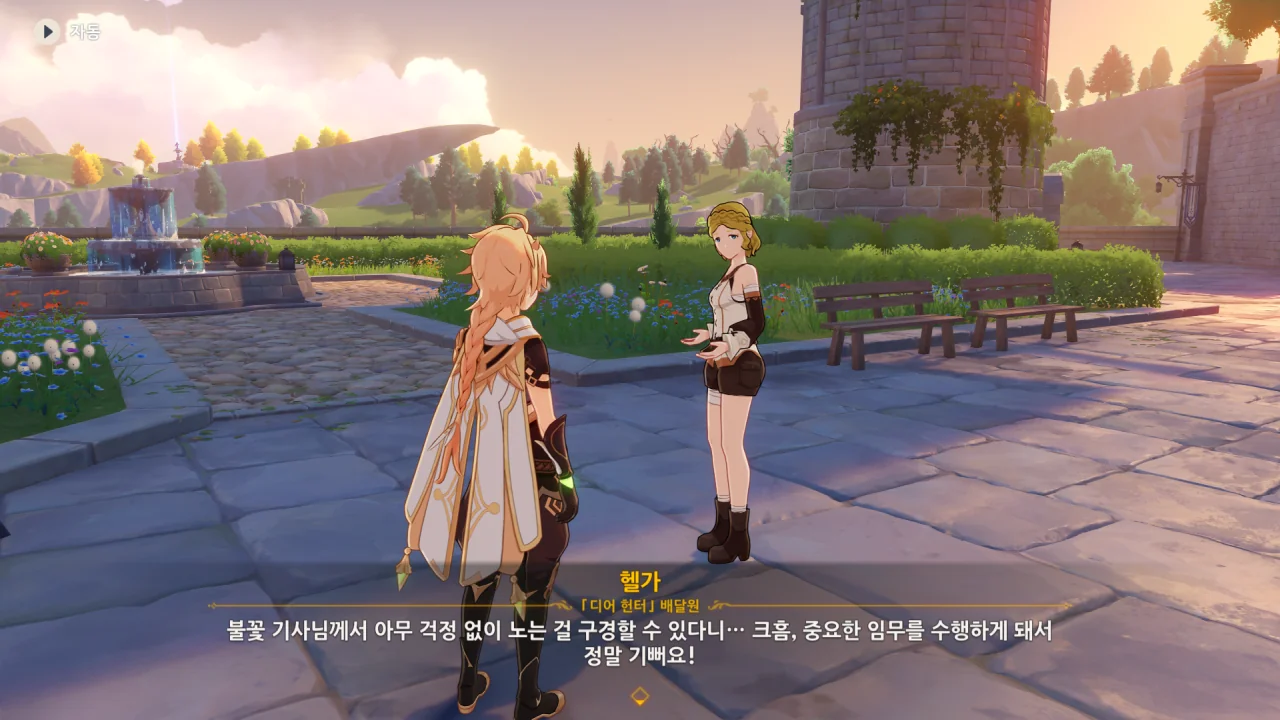 자동
헬가
「디어 헌터」 배달원
불꽃 기사님께서 아무 걱정 없이 노는 걸 구경할 수 있다니… 크흠, 중요한 임무를 수행하게 돼서
정말 기뻐요!